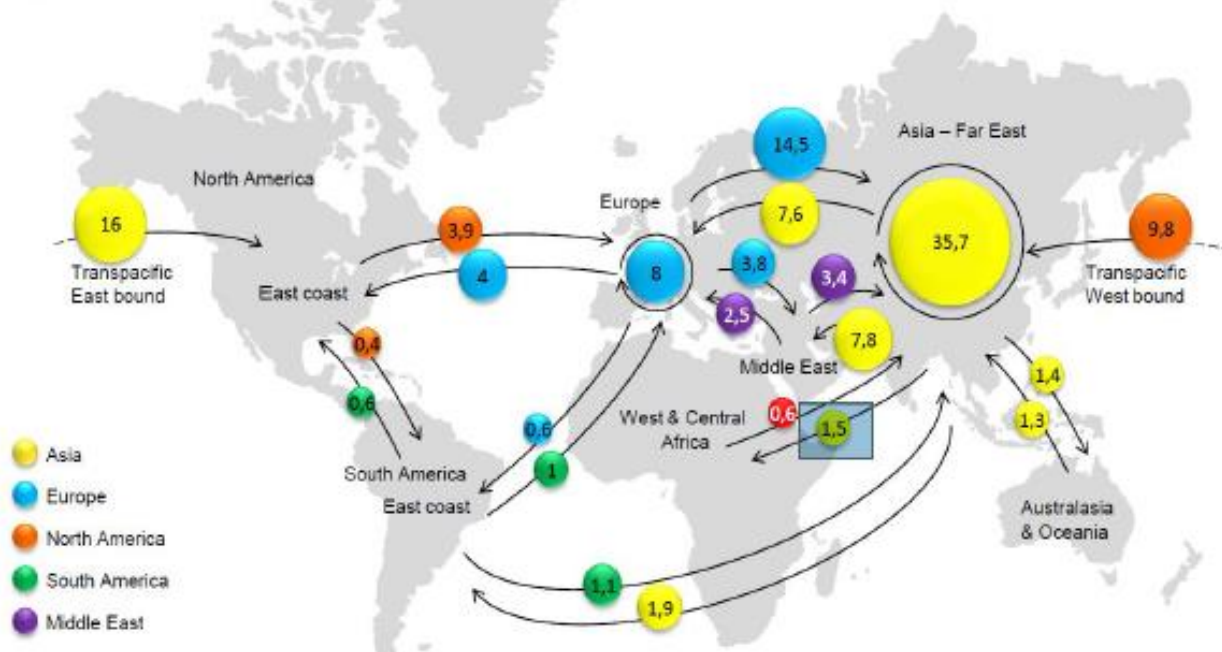 Asia – Far East
14,5
North America
Europe
16
7,6
9,8
3,9
35,7
Transpacific
East bound
4
8
3,8
3,4
Transpacific
West bound
East coast
2,5
0,4
7,8
Middle East
1,4
0,6
0,6
West & Central
Africa
0,6
1,5
1,3
Asia
South America
East coast
1
Europe
Australasia
& Oceania
North America
South America
1,1
1,9
Middle East